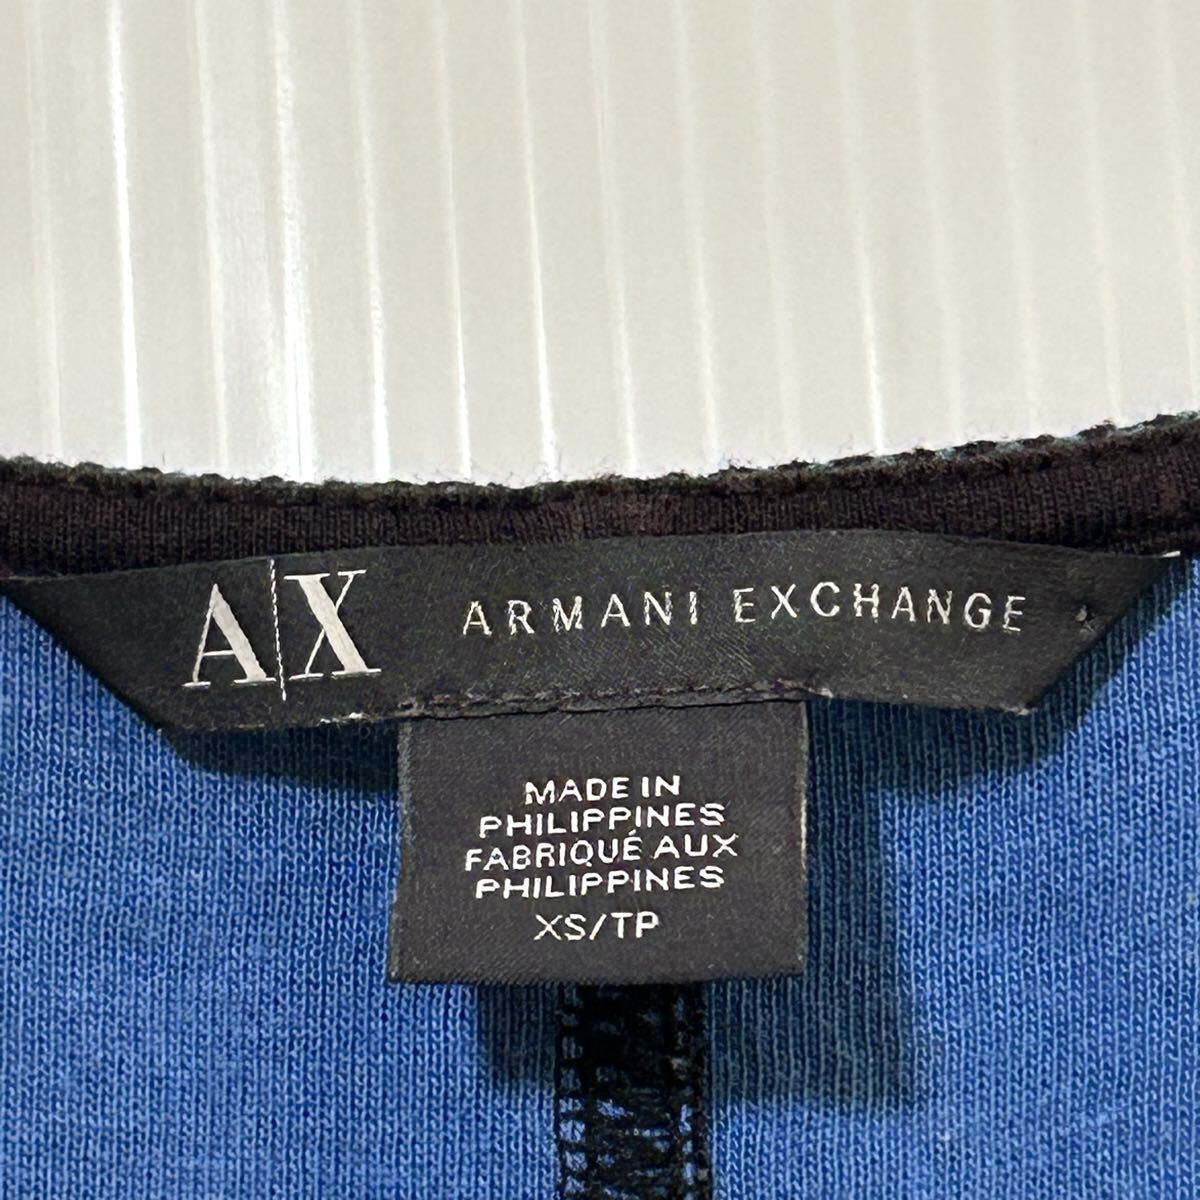 A|X ARMANI EXCHANGE
MADE IN
PHILIPPINES
FABRIQUÉ AUX
PHILIPPINES
XS/TP